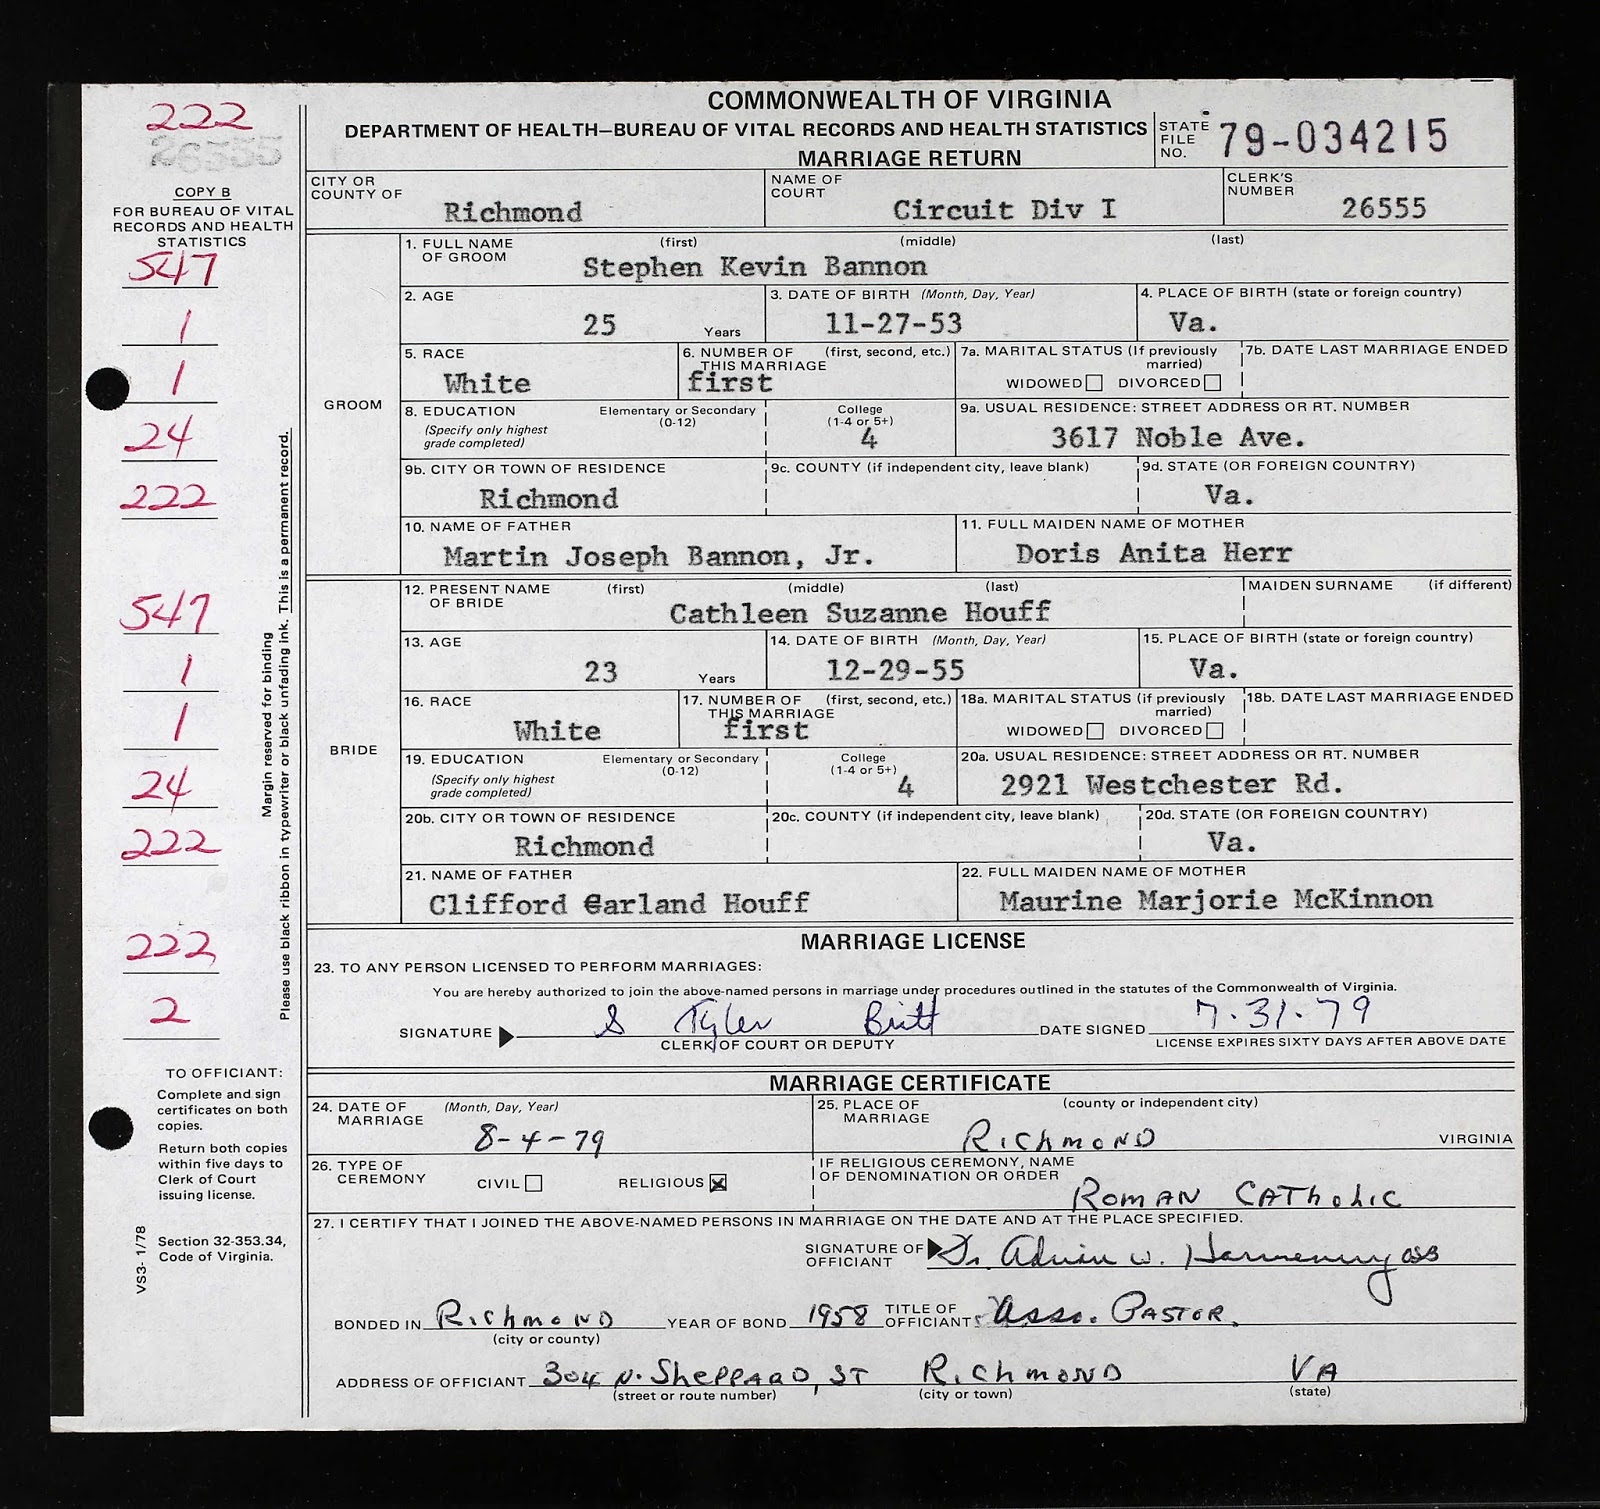 COMMONWEALTH OF VIRGINIA
DEPARTMENT OF HEALTH—BUREAU OF VITAL RECORDS AND HEALTH STATISTICS
MARRIAGE RETURN
STATE FILE NO. 79-034215
222
26555
COPY B
FOR BUREAU OF VITAL
RECORDS AND HEALTH
STATISTICS
547
1
1
24
222
547
1
1
24
222
222
2
Margin reserved for binding
Please use black ribbon in typewriter or black unfading ink. This is a permanent record.
TO OFFICIANT:
Complete and sign
certificates on both
copies.
Return both copies
within five days to
Clerk of Court
issuing license.
Section 32-353.34,
Code of Virginia.
VS3- 1/78
CITY OR COUNTY OF Richmond
NAME OF COURT Circuit Div I
CLERK'S NUMBER 26555
GROOM
1. FULL NAME OF GROOM (first) (middle) (last)
Stephen Kevin Bannon
2. AGE 25 Years
3. DATE OF BIRTH (Month, Day, Year) 11-27-53
4. PLACE OF BIRTH (state or foreign country) Va.
5. RACE White
6. NUMBER OF THIS MARRIAGE (first, second, etc.) first
7a. MARITAL STATUS (If previously married) WIDOWED DIVORCED
7b. DATE LAST MARRIAGE ENDED
8. EDUCATION (Specify only highest grade completed) Elementary or Secondary (0-12) College (1-4 or 5+) 4
9a. USUAL RESIDENCE: STREET ADDRESS OR RT. NUMBER 3617 Noble Ave.
9b. CITY OR TOWN OF RESIDENCE Richmond
9c. COUNTY (if independent city, leave blank)
9d. STATE (OR FOREIGN COUNTRY) Va.
10. NAME OF FATHER Martin Joseph Bannon, Jr.
11. FULL MAIDEN NAME OF MOTHER Doris Anita Herr
BRIDE
12. PRESENT NAME OF BRIDE (first) (middle) (last) MAIDEN SURNAME (if different)
Cathleen Suzanne Houff
13. AGE 23 Years
14. DATE OF BIRTH (Month, Day, Year) 12-29-55
15. PLACE OF BIRTH (state or foreign country) Va.
16. RACE White
17. NUMBER OF THIS MARRIAGE (first, second, etc.) first
18a. MARITAL STATUS (if previously married) WIDOWED DIVORCED
18b. DATE LAST MARRIAGE ENDED
19. EDUCATION (Specify only highest grade completed) Elementary or Secondary (0-12) College (1-4 or 5+) 4
20a. USUAL RESIDENCE: STREET ADDRESS OR RT. NUMBER 2921 Westchester Rd.
20b. CITY OR TOWN OF RESIDENCE Richmond
20c. COUNTY (if independent city, leave blank)
20d. STATE (OR FOREIGN COUNTRY) Va.
21. NAME OF FATHER Clifford Garland Houff
22. FULL MAIDEN NAME OF MOTHER Maurine Marjorie McKinnon
MARRIAGE LICENSE
23. TO ANY PERSON LICENSED TO PERFORM MARRIAGES:
You are hereby authorized to join the above-named persons in marriage under procedures outlined in the statutes of the Commonwealth of Virginia.
SIGNATURE S Tyler Britt DATE SIGNED 7-31-79
CLERK OF COURT OR DEPUTY LICENSE EXPIRES SIXTY DAYS AFTER ABOVE DATE
MARRIAGE CERTIFICATE
24. DATE OF MARRIAGE (Month, Day, Year) 8-4-79
25. PLACE OF MARRIAGE (county or independent city) RICHMOND VIRGINIA
26. TYPE OF CEREMONY CIVIL RELIGIOUS X
IF RELIGIOUS CEREMONY, NAME OF DENOMINATION OR ORDER ROMAN CATHOLIC
27. I CERTIFY THAT I JOINED THE ABOVE-NAMED PERSONS IN MARRIAGE ON THE DATE AND AT THE PLACE SPECIFIED.
SIGNATURE OF OFFICIANT W.
BONDED IN RICHMOND (city or county) YEAR OF BOND 1958 TITLE OF OFFICIANT Asso. PASTOR.
ADDRESS OF OFFICIANT 304 N. SHEPPARD, ST RICHMOND VA
(street or route number) (city or town) (state)